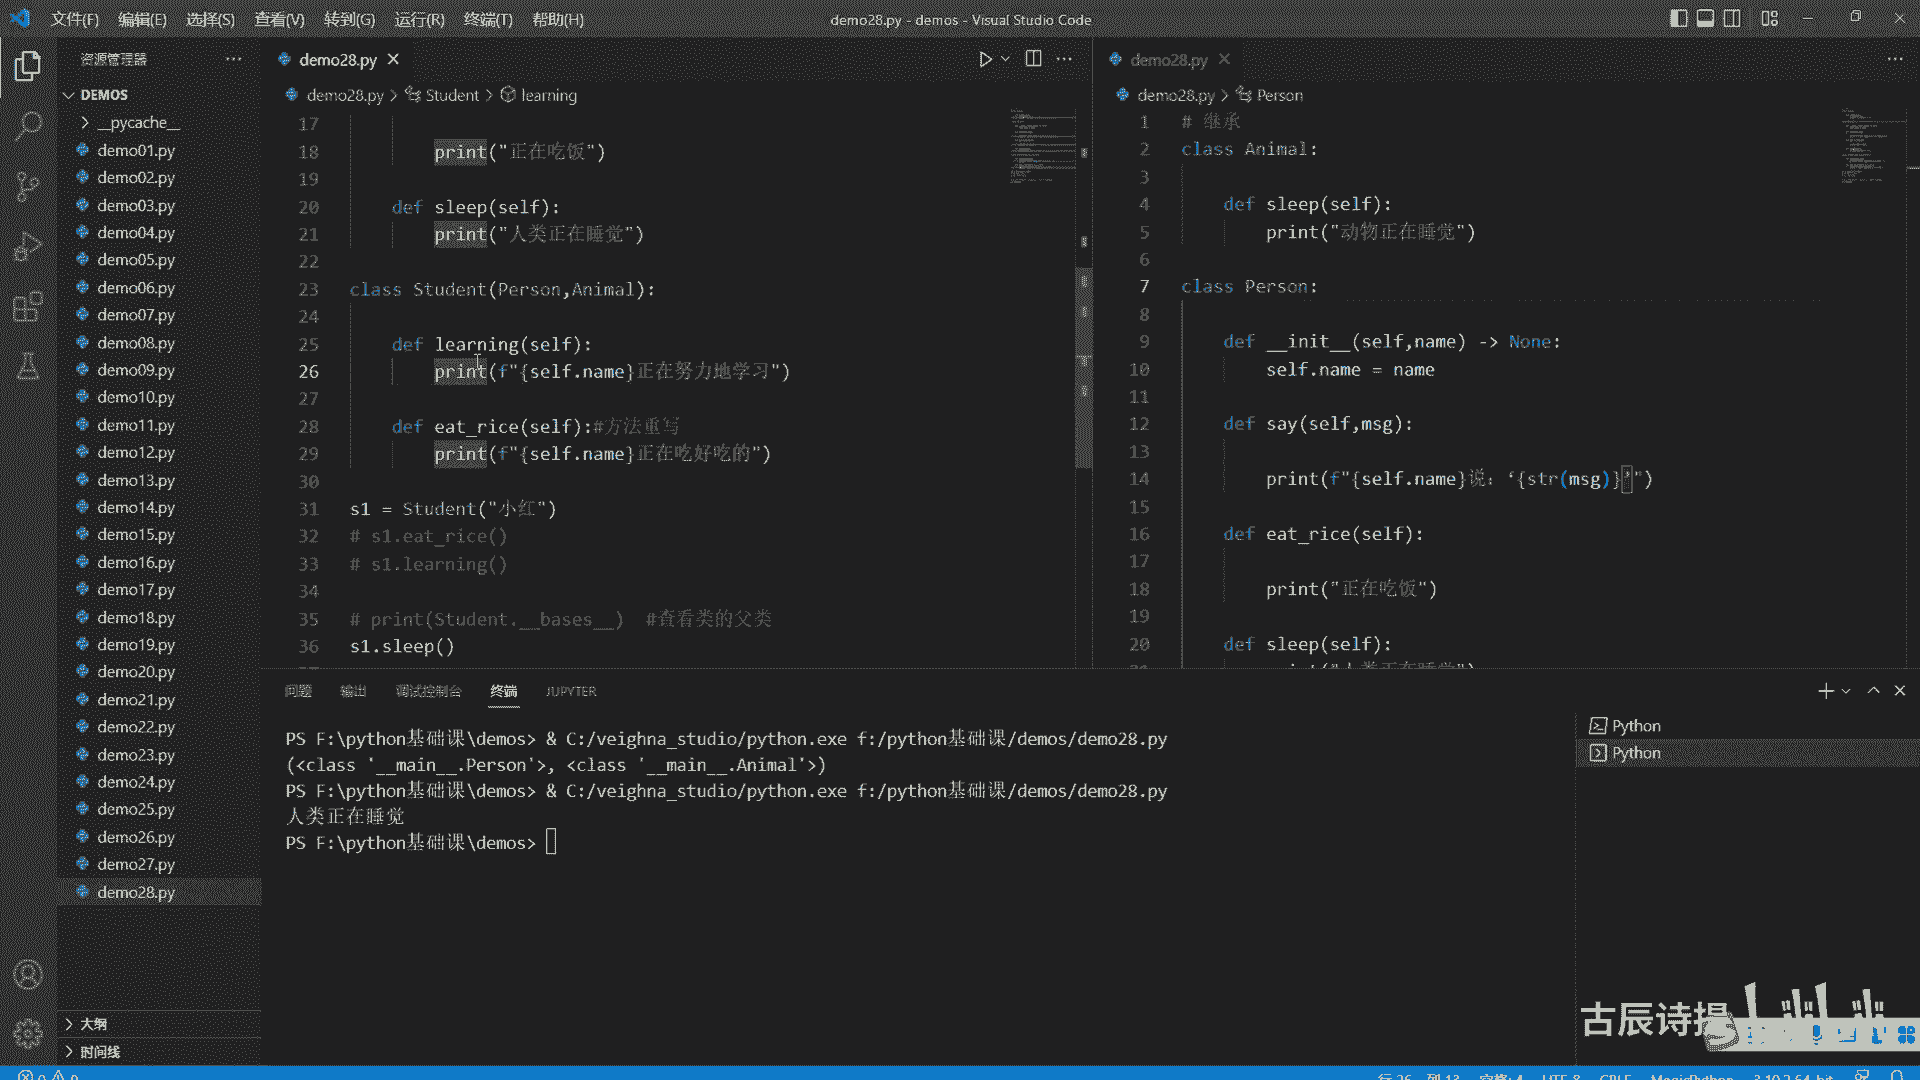 文件(F) 编辑(E) 选择(S) 查看(V) 转到(G) 运行(R) 终端(T) 帮助(H)
demo28.py - demos - Visual Studio Code
资源管理器
DEMOS
__pycache__
demo01.py
demo02.py
demo03.py
demo04.py
demo05.py
demo06.py
demo07.py
demo08.py
demo09.py
demo10.py
demo11.py
demo12.py
demo13.py
demo14.py
demo15.py
demo16.py
demo17.py
demo18.py
demo19.py
demo20.py
demo21.py
demo22.py
demo23.py
demo24.py
demo25.py
demo26.py
demo27.py
demo28.py
大纲
时间线
demo28.py
demo28.py > Student > learning
17
18 print("正在吃饭")
19
20 def sleep(self):
21 print("人类正在睡觉")
22
23 class Student(Person,Animal):
24
25 def learning(self):
26 print(f"{self.name}正在努力地学习")
27
28 def eat_rice(self):#方法重写
29 print(f"{self.name}正在吃好吃的")
30
31 s1 = Student("小红")
32 # s1.eat_rice()
33 # s1.learning()
34
35 # print(Student.__bases__) #查看类的父类
36 s1.sleep()
demo28.py
demo28.py > Person
1 # 继承
2 class Animal:
3
4 def sleep(self):
5 print("动物正在睡觉")
6
7 class Person:
8
9 def __init__(self,name) -> None:
10 self.name = name
11
12 def say(self,msg):
13
14 print(f"{self.name}说：‘{str(msg)}’")
15
16 def eat_rice(self):
17
18 print("正在吃饭")
19
20 def sleep(self):
问题 输出 调试控制台 终端 JUPYTER
PS F:\python基础课\demos> & C:/veighna_studio/python.exe f:/python基础课/demos/demo28.py
(<class '__main__.Person'>, <class '__main__.Animal'>)
PS F:\python基础课\demos> & C:/veighna_studio/python.exe f:/python基础课/demos/demo28.py
人类正在睡觉
PS F:\python基础课\demos>
Python
Python
古辰诗提